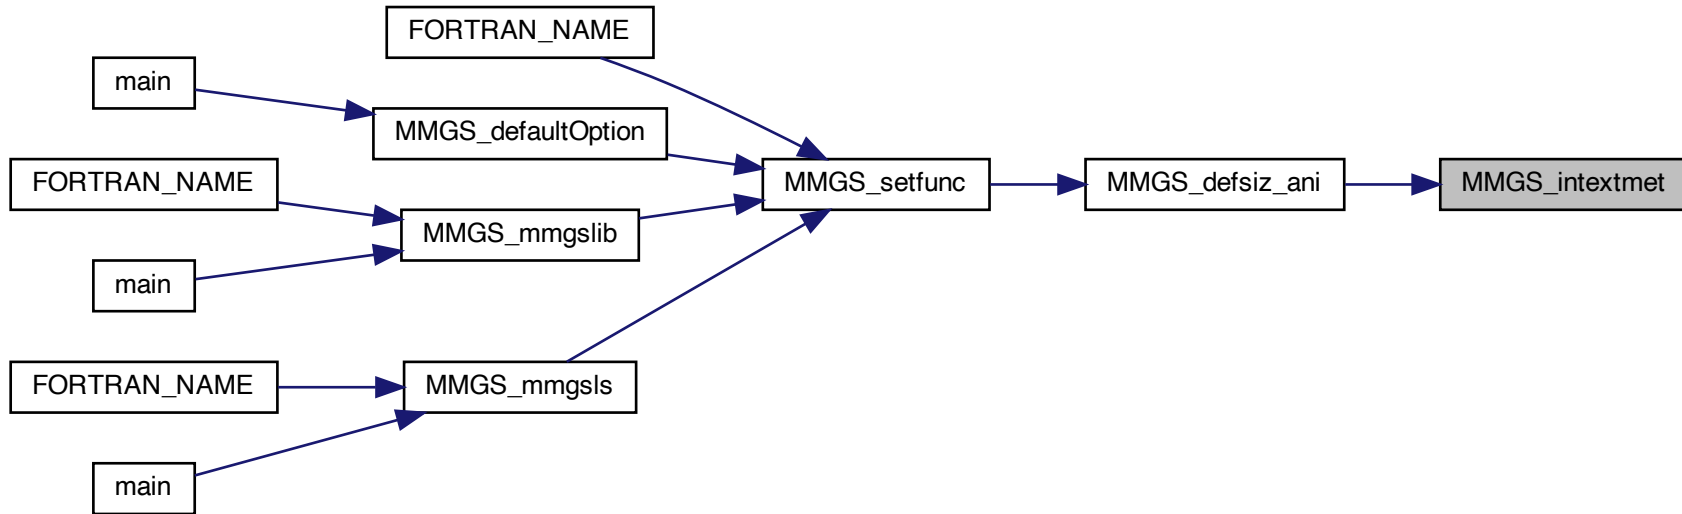 FORTRAN_NAME
main
MMGS_defaultOption
FORTRAN_NAME
MMGS_setfunc
MMGS_defsiz_ani
MMGS_intextmet
MMGS_mmgslib
main
FORTRAN_NAME
MMGS_mmgsls
main